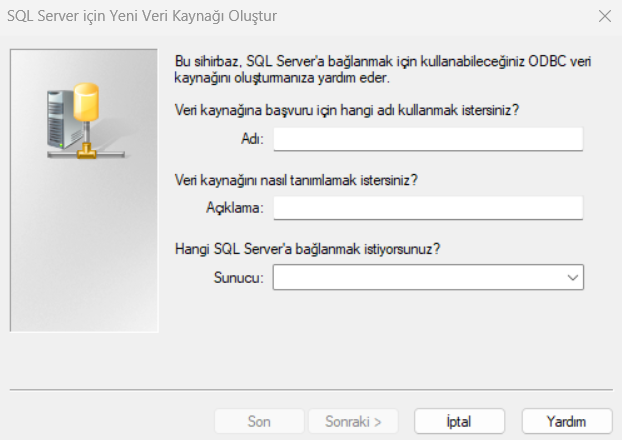 SQL Server için Yeni Veri Kaynağı Oluştur
Bu sihirbaz, SQL Server'a bağlanmak için kullanabileceğiniz ODBC veri
kaynağını oluşturmanıza yardım eder.
Veri kaynağına başvuru için hangi adı kullanmak istersiniz?
Adı:
Veri kaynağını nasıl tanımlamak istersiniz?
Açıklama:
Hangi SQL Server'a bağlanmak istiyorsunuz?
Sunucu:
Son
Sonraki >
İptal
Yardım